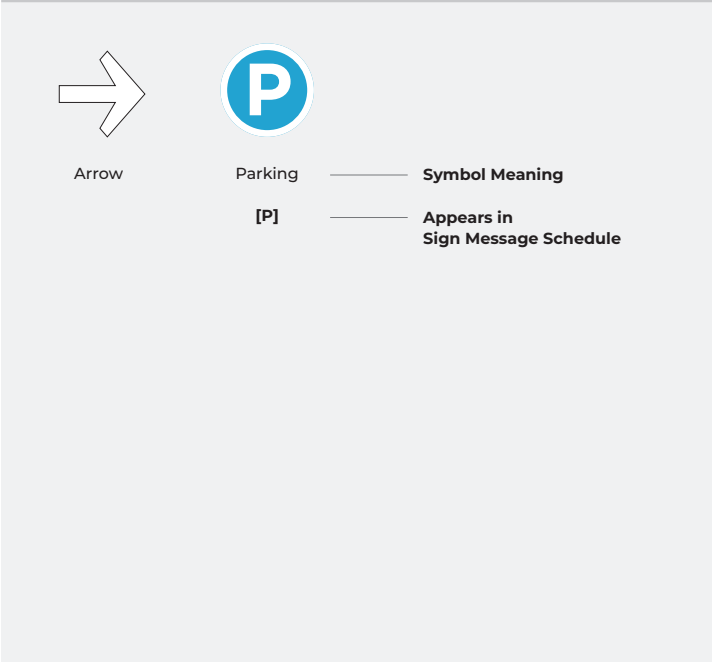 P
Arrow
Parking
Symbol Meaning
[P]
Appears in
Sign Message Schedule